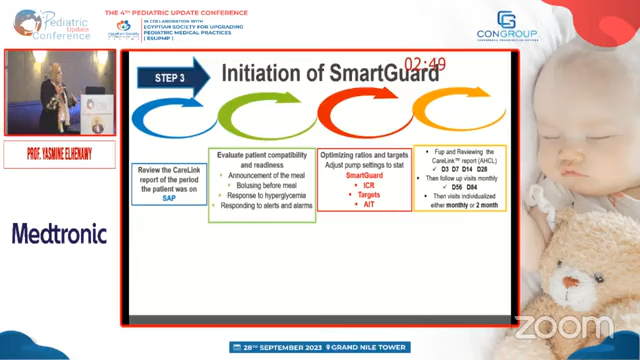 Pediatric
Update
Conference
THE 4TH PEDIATRIC UPDATE CONFERENCE
IN COLLABORATION WITH
EGYPTIAN SOCIETY FOR UPGRADING
PEDIATRIC MEDICAL PRACTICES
( ESUPMP )
Egyptian Society
CONGROUP
STEP 3
Initiation of SmartGuard
02:49
Review the CareLink
report of the period
the patient was on
SAP
Evaluate patient compatibility
and readiness
Announcement of the meal
Bolusing before meal
Response to hyperglycemia
Responding to alerts and alarms
Optimizing ratios and targets
Adjust pump settings to stat
SmartGuard
ICR
Targets
AIT
Fup and Reviewing the
CareLink™ report (AHCL)
✓ D3 D7 D14 D28
Then follow up visits monthly
✓ D56 D84
Then visits individualized
either monthly or 2 month
PROF. YASMINE ELHENAWY
Medtronic
zoom
28TH SEPTEMBER 2023 GRAND NILE TOWER